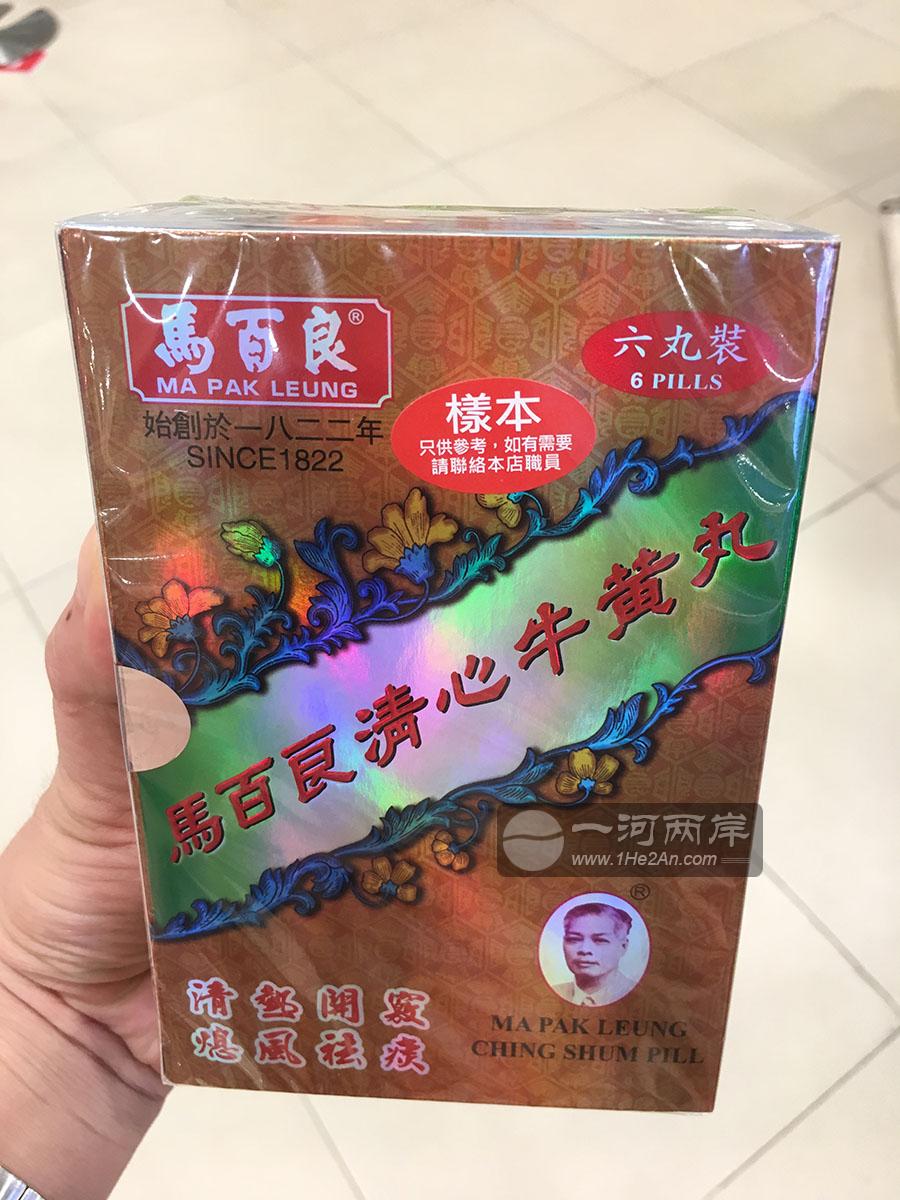 馬百良®
MA PAK LEUNG
始創於一八二二年
SINCE1822
六丸裝
6 PILLS
樣本
只供參考，如有需要
請聯絡本店職員
馬百良清心牛黃丸
一河两岸
www.1He2An.com
®
清熱開竅
熄風祛痰
MA PAK LEUNG
CHING SHUM PILL